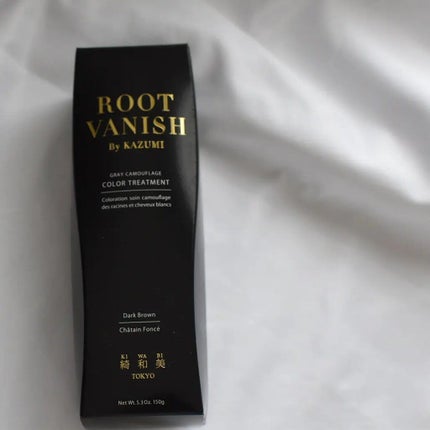 ROOT
VANISH
By KAZUMI
GRAY-CAMOUFLAGE
COLOR TREATMENT
Coloration soin camouflage
des racines et cheveux blancs
Dark Brown
Châtain Foncé
KI WA BI
綺和美
TOKYO
Net Wt. 5.3 Oz. 150g